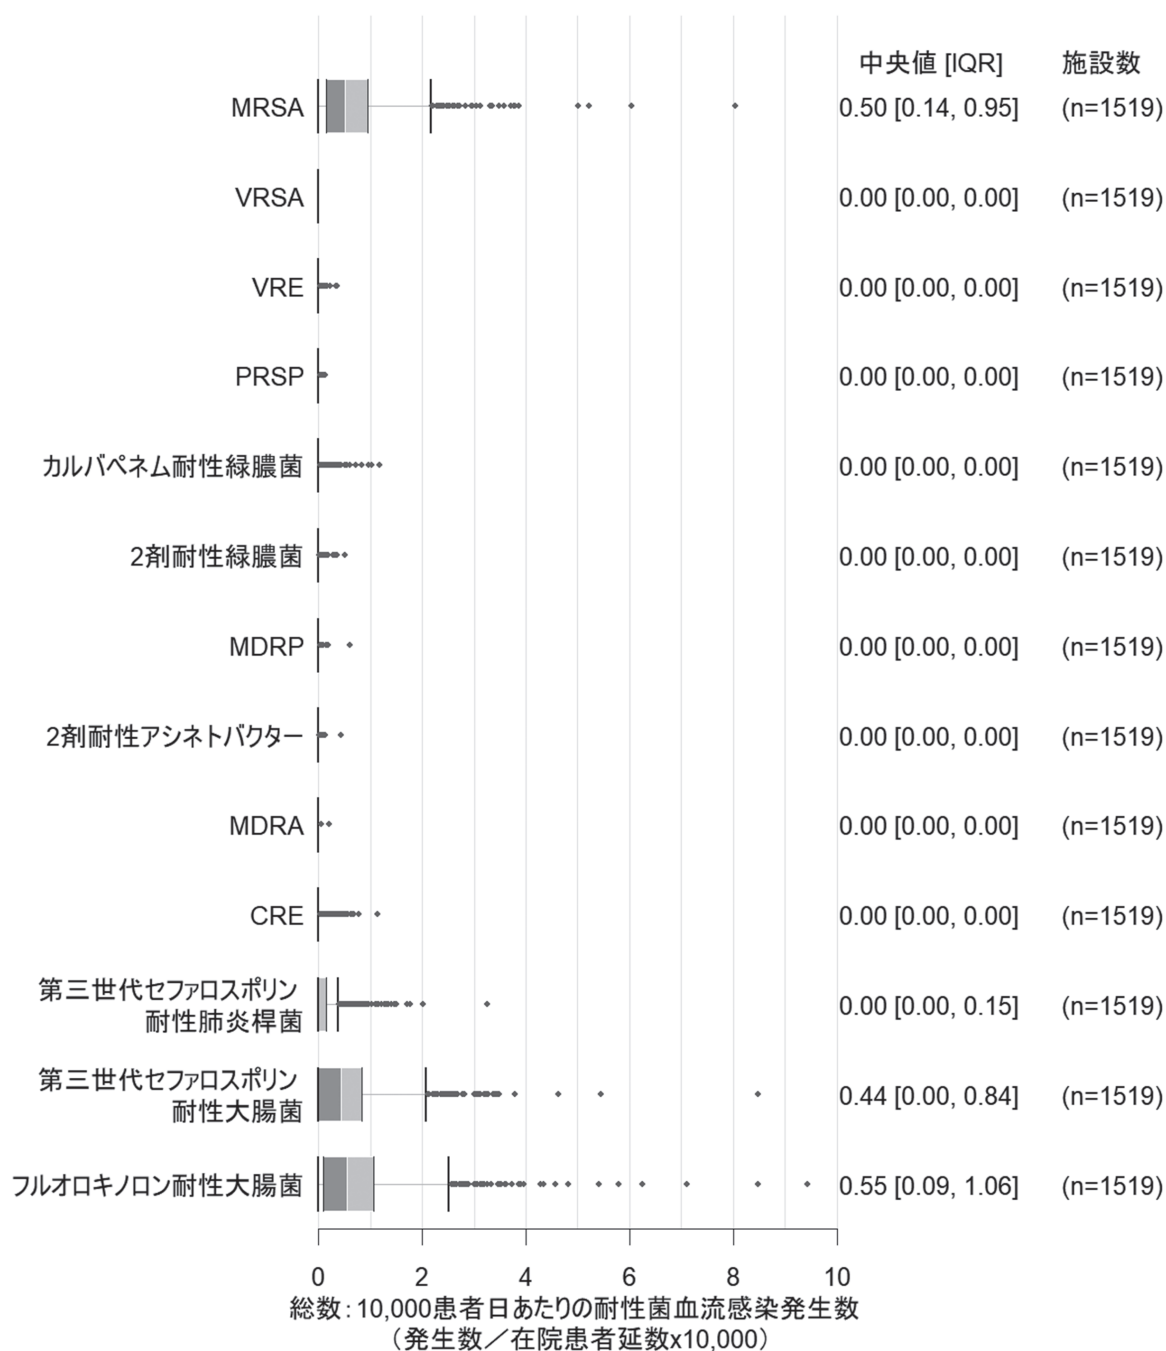 中央値 [IQR] 施設数
MRSA 0.50 [0.14, 0.95] (n=1519)
VRSA 0.00 [0.00, 0.00] (n=1519)
VRE 0.00 [0.00, 0.00] (n=1519)
PRSP 0.00 [0.00, 0.00] (n=1519)
カルバペネム耐性緑膿菌 0.00 [0.00, 0.00] (n=1519)
2剤耐性緑膿菌 0.00 [0.00, 0.00] (n=1519)
MDRP 0.00 [0.00, 0.00] (n=1519)
2剤耐性アシネトバクター 0.00 [0.00, 0.00] (n=1519)
MDRA 0.00 [0.00, 0.00] (n=1519)
CRE 0.00 [0.00, 0.00] (n=1519)
第三世代セファロスポリン
耐性肺炎桿菌 0.00 [0.00, 0.15] (n=1519)
第三世代セファロスポリン
耐性大腸菌 0.44 [0.00, 0.84] (n=1519)
フルオロキノロン耐性大腸菌 0.55 [0.09, 1.06] (n=1519)
0 2 4 6 8 10
総数：10,000患者日あたりの耐性菌血流感染発生数
（発生数／在院患者延数x10,000）